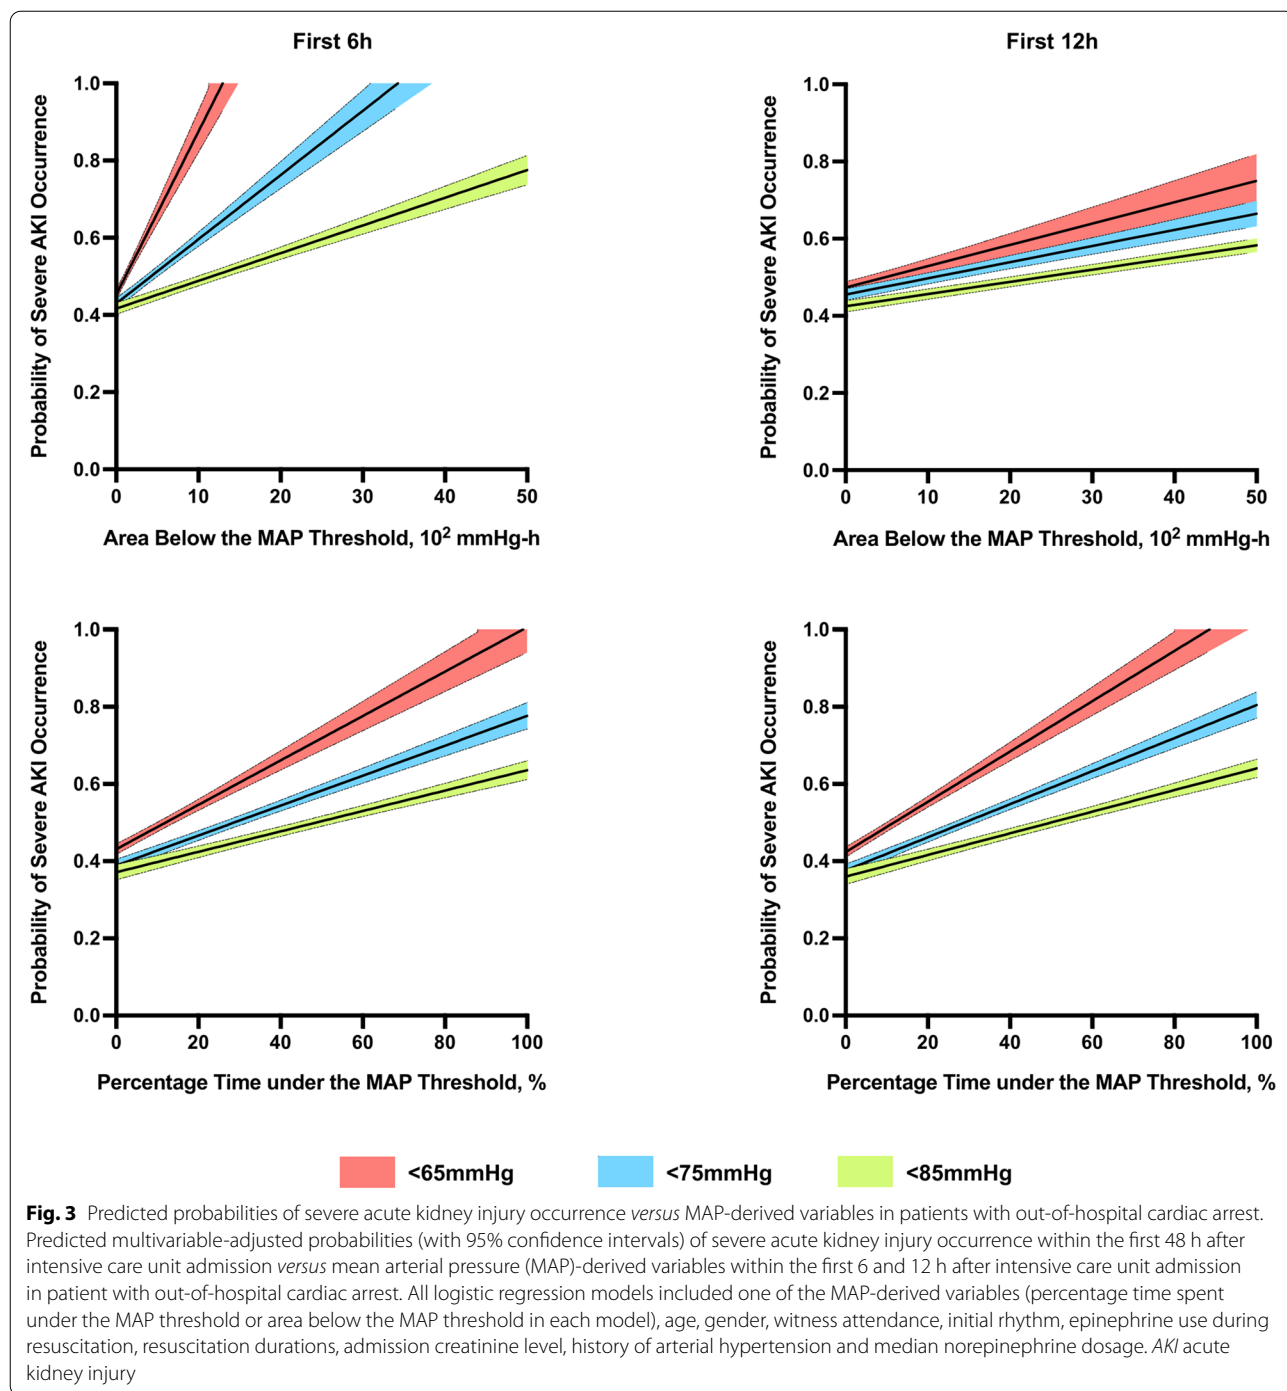 First 6h
First 12h
Probability of Severe AKI Occurrence
1.0
0.8
0.6
0.4
0.2
0.0
0 10 20 30 40 50
Area Below the MAP Threshold, 10² mmHg-h
Probability of Severe AKI Occurrence
1.0
0.8
0.6
0.4
0.2
0.0
0 10 20 30 40 50
Area Below the MAP Threshold, 10² mmHg-h
Probability of Severe AKI Occurrence
1.0
0.8
0.6
0.4
0.2
0.0
0 20 40 60 80 100
Percentage Time under the MAP Threshold, %
Probability of Severe AKI Occurrence
1.0
0.8
0.6
0.4
0.2
0.0
0 20 40 60 80 100
Percentage Time under the MAP Threshold, %
<65mmHg <75mmHg <85mmHg
Fig. 3 Predicted probabilities of severe acute kidney injury occurrence versus MAP-derived variables in patients with out-of-hospital cardiac arrest.
Predicted multivariable-adjusted probabilities (with 95% confidence intervals) of severe acute kidney injury occurrence within the first 48 h after
intensive care unit admission versus mean arterial pressure (MAP)-derived variables within the first 6 and 12 h after intensive care unit admission
in patient with out-of-hospital cardiac arrest. All logistic regression models included one of the MAP-derived variables (percentage time spent
under the MAP threshold or area below the MAP threshold in each model), age, gender, witness attendance, initial rhythm, epinephrine use during
resuscitation, resuscitation durations, admission creatinine level, history of arterial hypertension and median norepinephrine dosage. AKI acute
kidney injury